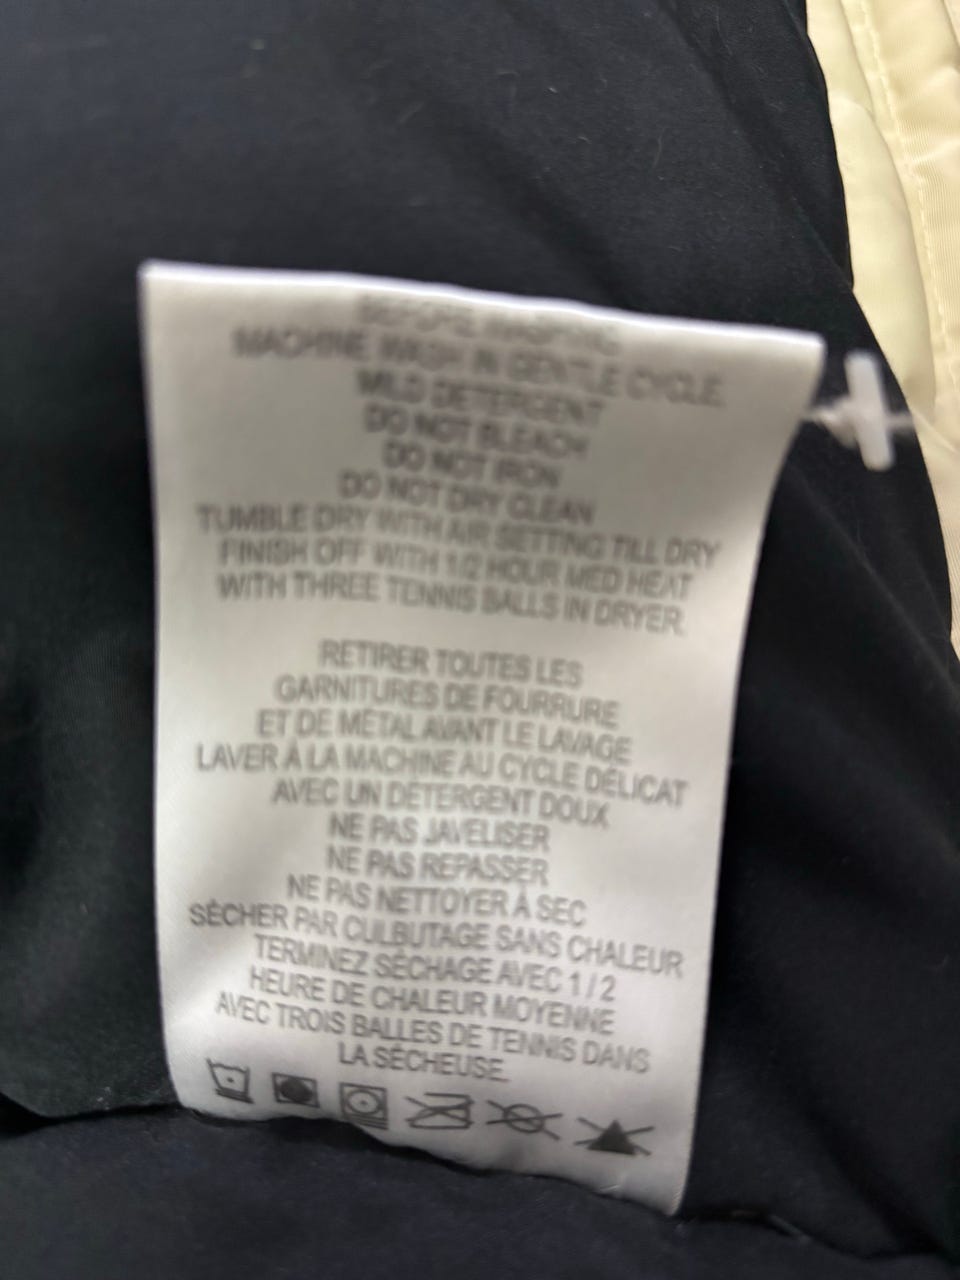 BEFORE WASHING
MACHINE WASH IN GENTLE CYCLE
MILD DETERGENT
DO NOT BLEACH
DO NOT IRON
DO NOT DRY CLEAN
TUMBLE DRY WITH AIR SETTING TILL DRY
FINISH OFF WITH 1/2 HOUR MED HEAT
WITH THREE TENNIS BALLS IN DRYER.
RETIRER TOUTES LES
GARNITURES DE FOURRURE
ET DE MÉTAL AVANT LE LAVAGE
LAVER À LA MACHINE AU CYCLE DÉLICAT
AVEC UN DÉTERGENT DOUX
NE PAS JAVELISER
NE PAS REPASSER
NE PAS NETTOYER À SEC
SÉCHER PAR CULBUTAGE SANS CHALEUR
TERMINEZ SÉCHAGE AVEC 1/2
HEURE DE CHALEUR MOYENNE
AVEC TROIS BALLES DE TENNIS DANS
LA SÉCHEUSE.